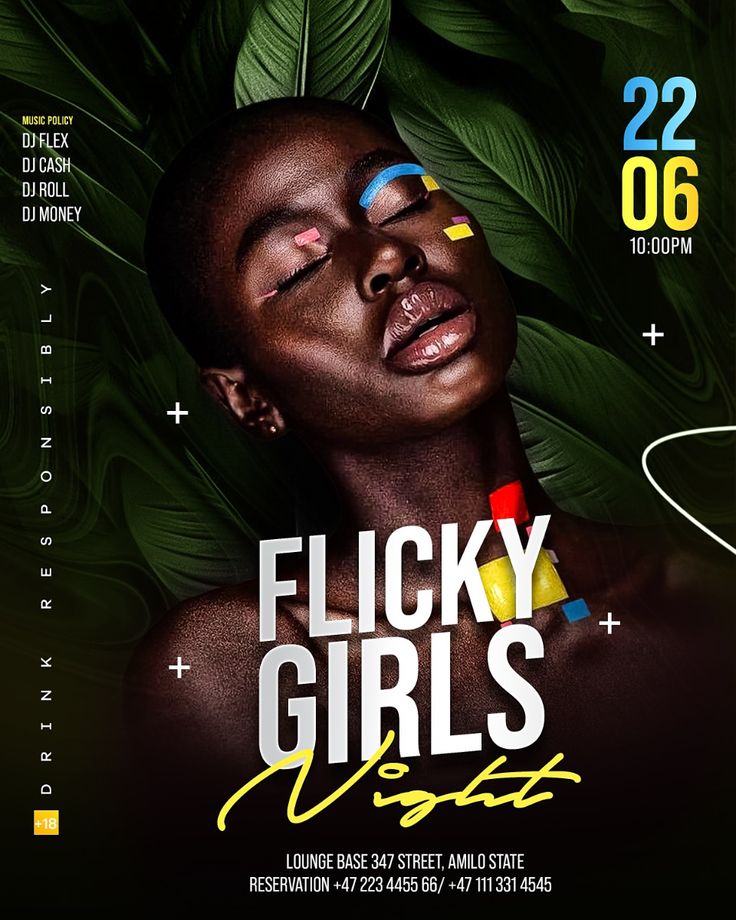 MUSIC POLICY
DJ FLEX
DJ CASH
DJ ROLL
DJ MONEY
22
06
10:00PM
DRINK RESPONSIBLY
+18
FLICKY
GIRLS
Night
LOUNGE BASE 347 STREET, AMILO STATE
RESERVATION +47 223 4455 66/ +47 111 331 4545